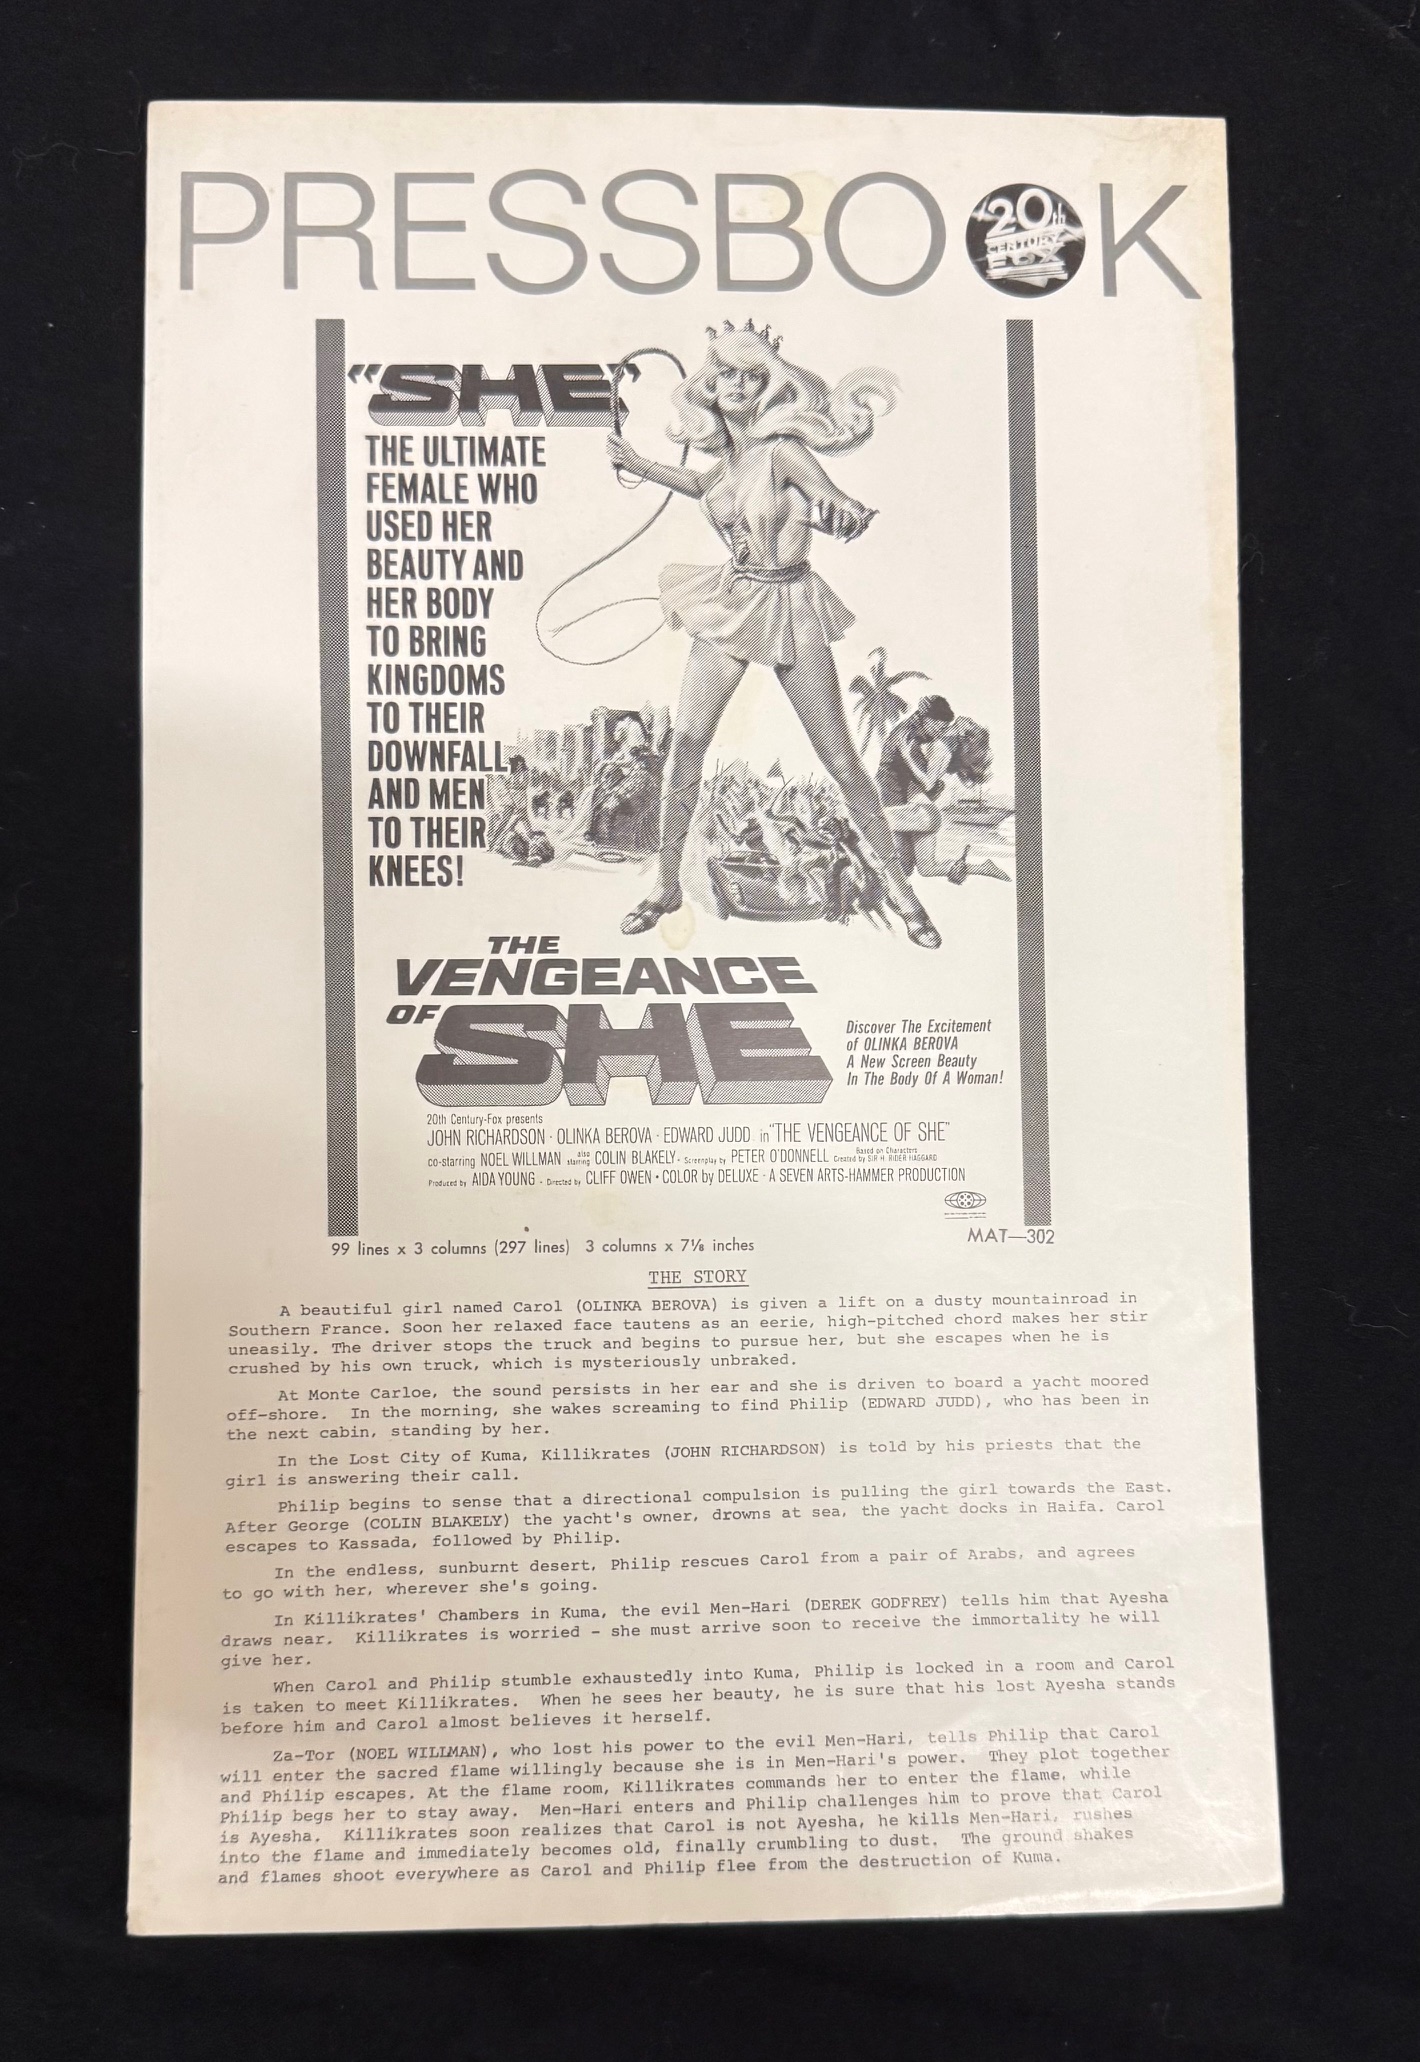 PRESSBOOK
20th
CENTURY
FOX
"SHE"
THE ULTIMATE
FEMALE WHO
USED HER
BEAUTY AND
HER BODY
TO BRING
KINGDOMS
TO THEIR
DOWNFALL
AND MEN
TO THEIR
KNEES!
THE
VENGEANCE
OF SHE
Discover The Excitement
of OLINKA BEROVA
A New Screen Beauty
In The Body Of A Woman!
20th Century-Fox presents
JOHN RICHARDSON · OLINKA BEROVA · EDWARD JUDD in "THE VENGEANCE OF SHE"
co-starring NOEL WILLMAN also starring COLIN BLAKELY · Screenplay by PETER O'DONNELL Based on Characters Created by SIR H. RIDER HAGGARD
Produced by AIDA YOUNG · Directed by CLIFF OWEN · COLOR by DELUXE · A SEVEN ARTS-HAMMER PRODUCTION
99 lines x 3 columns (297 lines) 3 columns x 7⅛ inches
MAT—302
THE STORY
A beautiful girl named Carol (OLINKA BEROVA) is given a lift on a dusty mountainroad in
Southern France. Soon her relaxed face tautens as an eerie, high-pitched chord makes her stir
uneasily. The driver stops the truck and begins to pursue her, but she escapes when he is
crushed by his own truck, which is mysteriously unbraked.
At Monte Carloe, the sound persists in her ear and she is driven to board a yacht moored
off-shore. In the morning, she wakes screaming to find Philip (EDWARD JUDD), who has been in
the next cabin, standing by her.
In the Lost City of Kuma, Killikrates (JOHN RICHARDSON) is told by his priests that the
girl is answering their call.
Philip begins to sense that a directional compulsion is pulling the girl towards the East.
After George (COLIN BLAKELY) the yacht's owner, drowns at sea, the yacht docks in Haifa. Carol
escapes to Kassada, followed by Philip.
In the endless, sunburnt desert, Philip rescues Carol from a pair of Arabs, and agrees
to go with her, wherever she's going.
In Killikrates' Chambers in Kuma, the evil Men-Hari (DEREK GODFREY) tells him that Ayesha
draws near. Killikrates is worried - she must arrive soon to receive the immortality he will
give her.
When Carol and Philip stumble exhaustedly into Kuma, Philip is locked in a room and Carol
is taken to meet Killikrates. When he sees her beauty, he is sure that his lost Ayesha stands
before him and Carol almost believes it herself.
Za-Tor (NOEL WILLMAN), who lost his power to the evil Men-Hari, tells Philip that Carol
will enter the sacred flame willingly because she is in Men-Hari's power. They plot together
and Philip escapes. At the flame room, Killikrates commands her to enter the flame, while
Philip begs her to stay away. Men-Hari enters and Philip challenges him to prove that Carol
is Ayesha. Killikrates soon realizes that Carol is not Ayesha, he kills Men-Hari, rushes
into the flame and immediately becomes old, finally crumbling to dust. The ground shakes
and flames shoot everywhere as Carol and Philip flee from the destruction of Kuma.